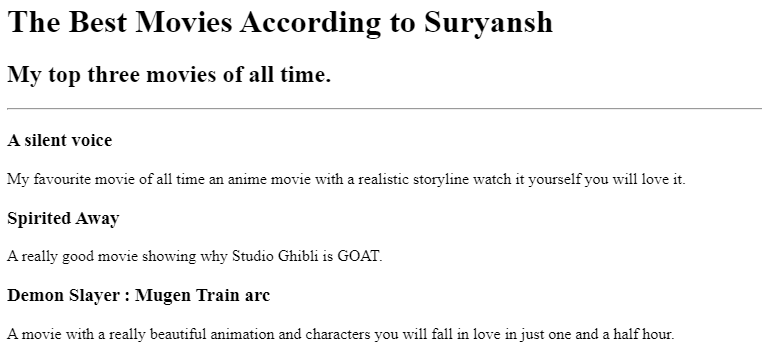 The Best Movies According to Suryansh
My top three movies of all time.
A silent voice
My favourite movie of all time an anime movie with a realistic storyline watch it yourself you will love it.
Spirited Away
A really good movie showing why Studio Ghibli is GOAT.
Demon Slayer : Mugen Train arc
A movie with a really beautiful animation and characters you will fall in love in just one and a half hour.